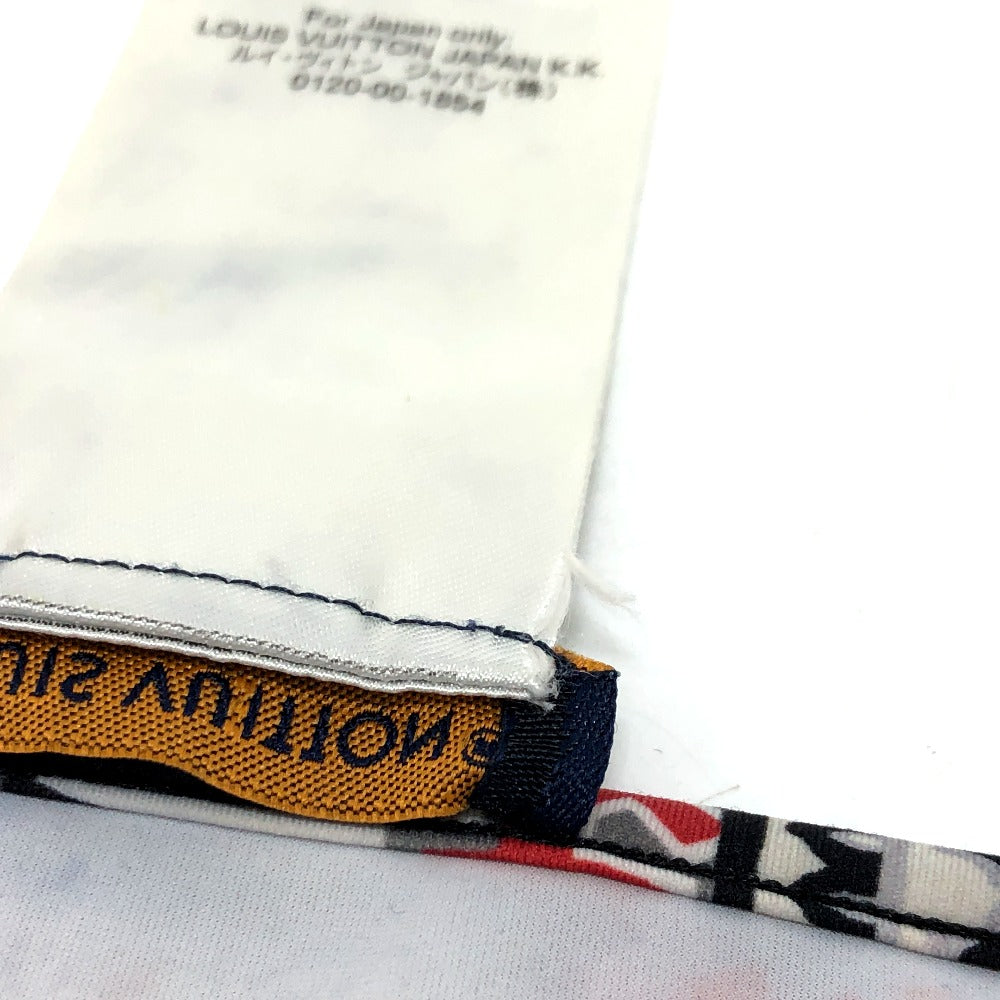 For Japan only:
LOUIS VUITTON JAPAN K.K.
ルイ・ヴィトン ジャパン(株)
0120-00-1854
UIS VUITTON